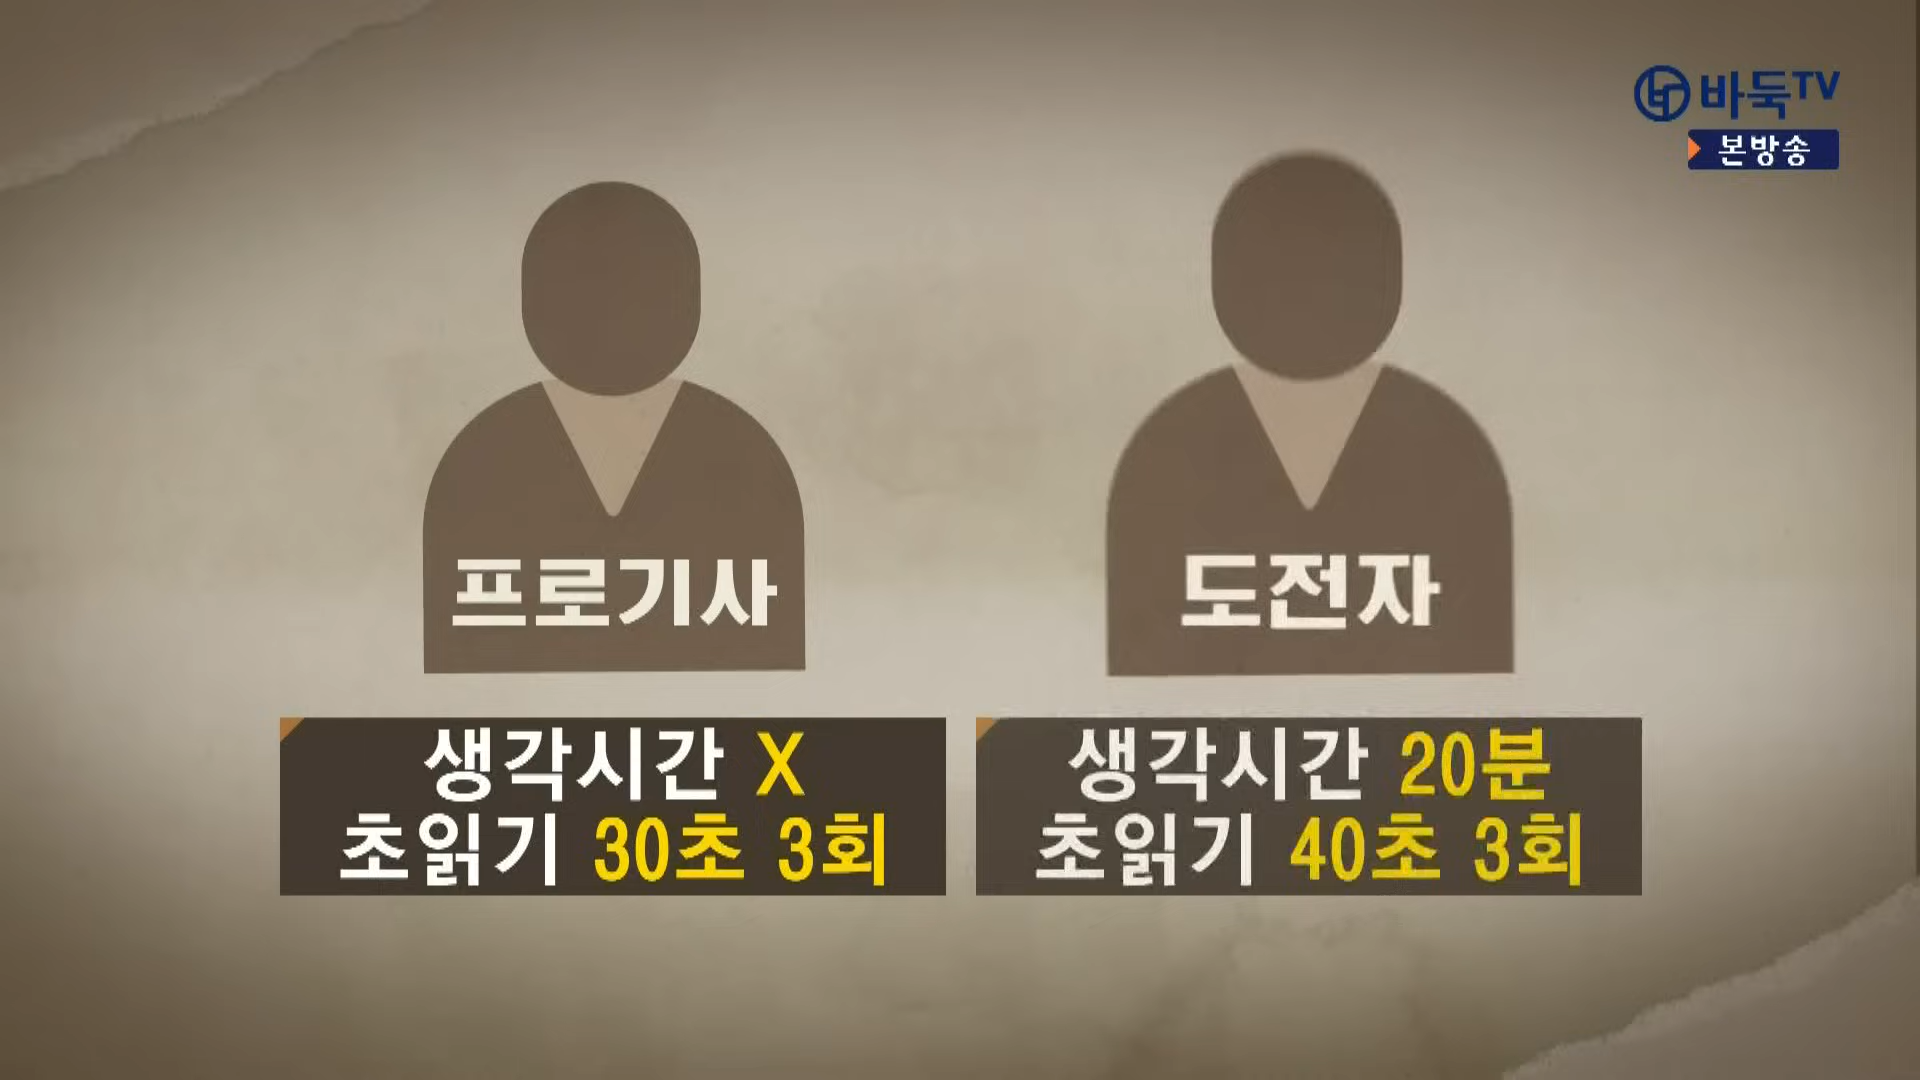 바둑TV
본방송
프로기사
도전자
생각시간 X
초읽기 30초 3회
생각시간 20분
초읽기 40초 3회